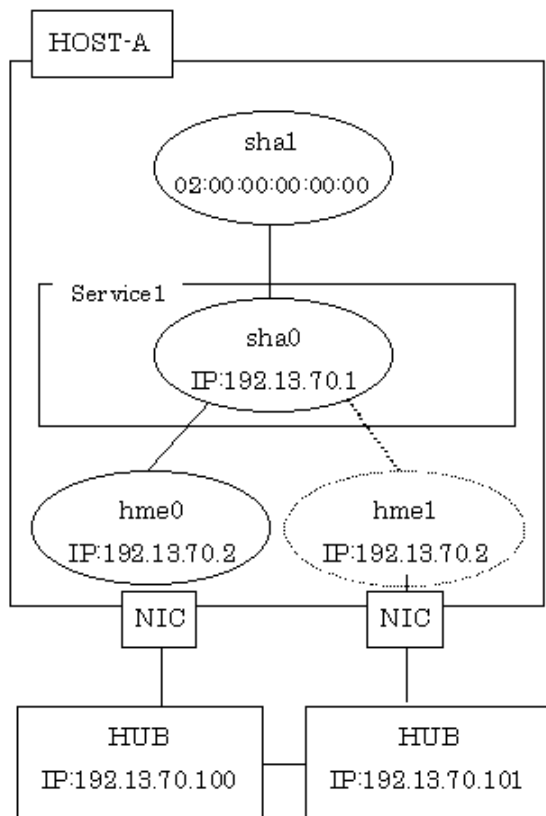 HOST-A
sha1
02:00:00:00:00:00
Service1
sha0
IP:192.13.70.1
hme0
IP:192.13.70.2
hme1
IP:192.13.70.2
NIC
NIC
HUB
IP:192.13.70.100
HUB
IP:192.13.70.101